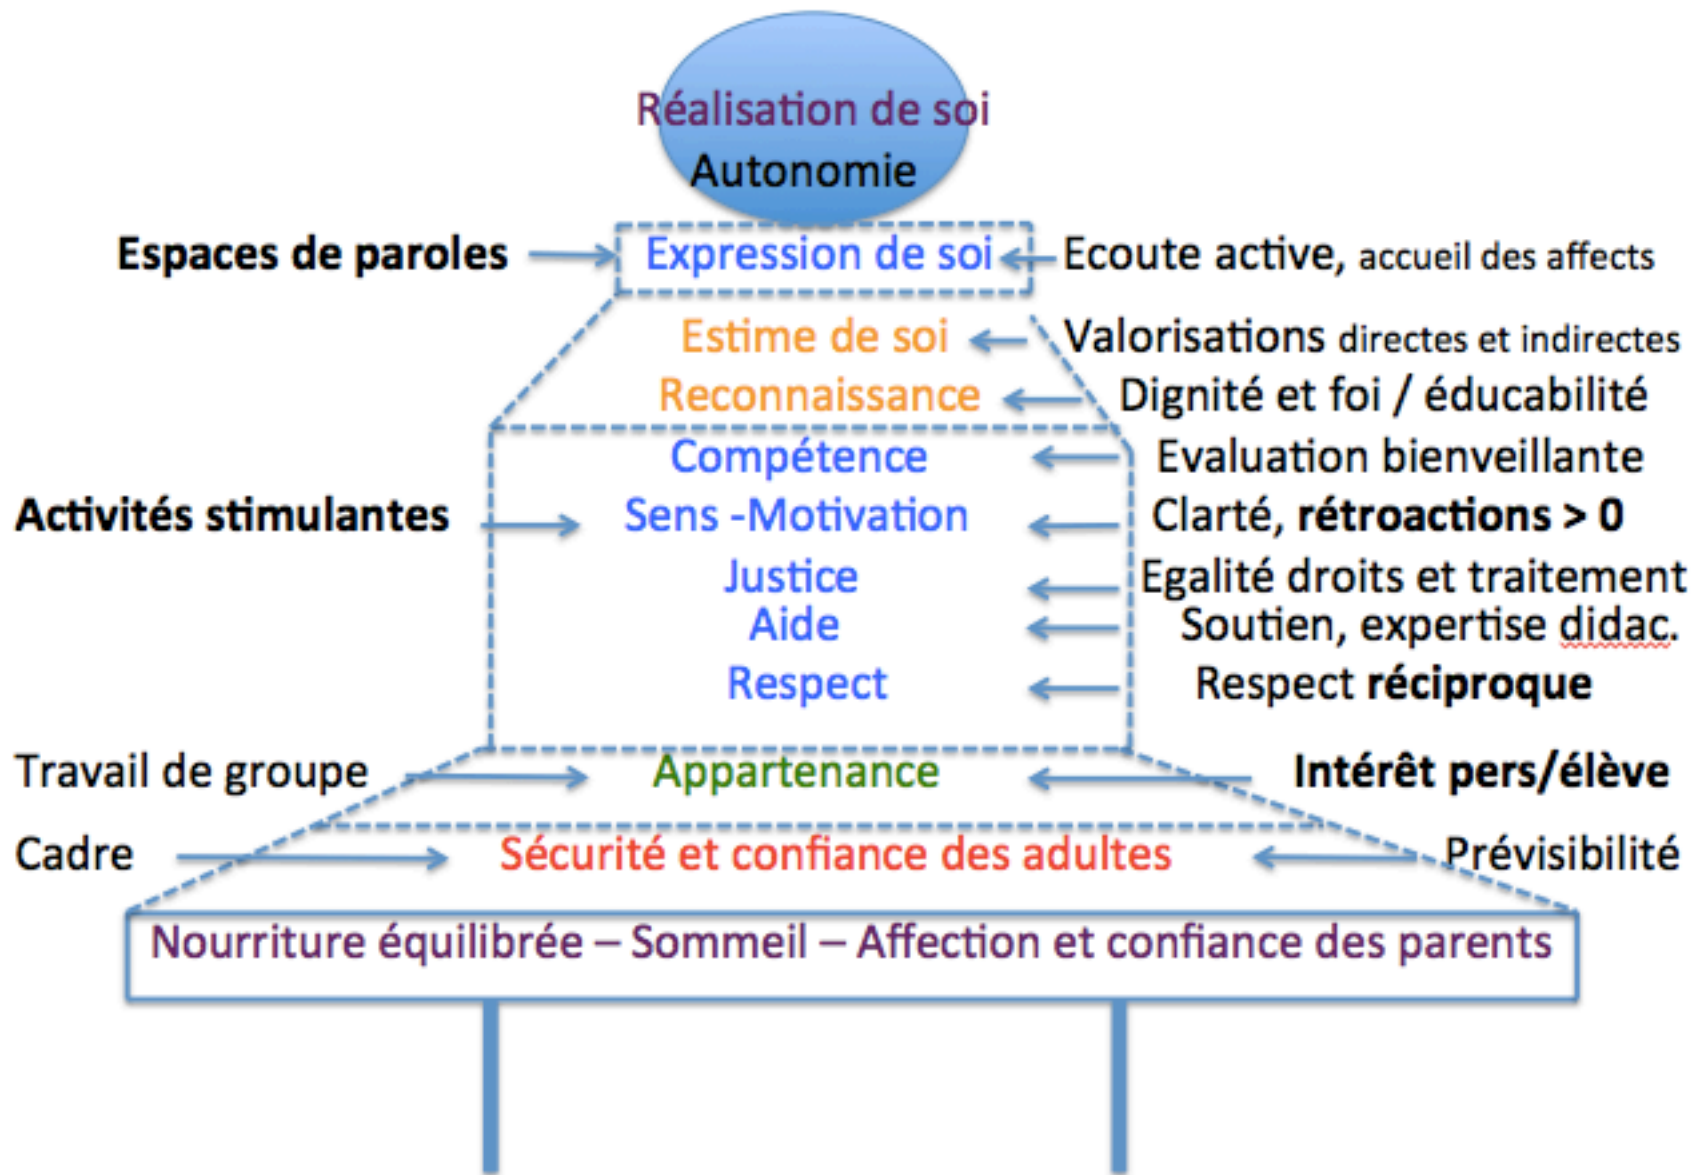 Réalisation de soi
Autonomie
Espaces de paroles Expression de soi Ecoute active, accueil des affects
Estime de soi Valorisations directes et indirectes
Reconnaissance Dignité et foi / éducabilité
Compétence Evaluation bienveillante
Activités stimulantes Sens -Motivation Clarté, rétroactions > 0
Justice Egalité droits et traitement
Aide Soutien, expertise didac.
Respect Respect réciproque
Travail de groupe Appartenance Intérêt pers/élève
Cadre Sécurité et confiance des adultes Prévisibilité
Nourriture équilibrée – Sommeil – Affection et confiance des parents